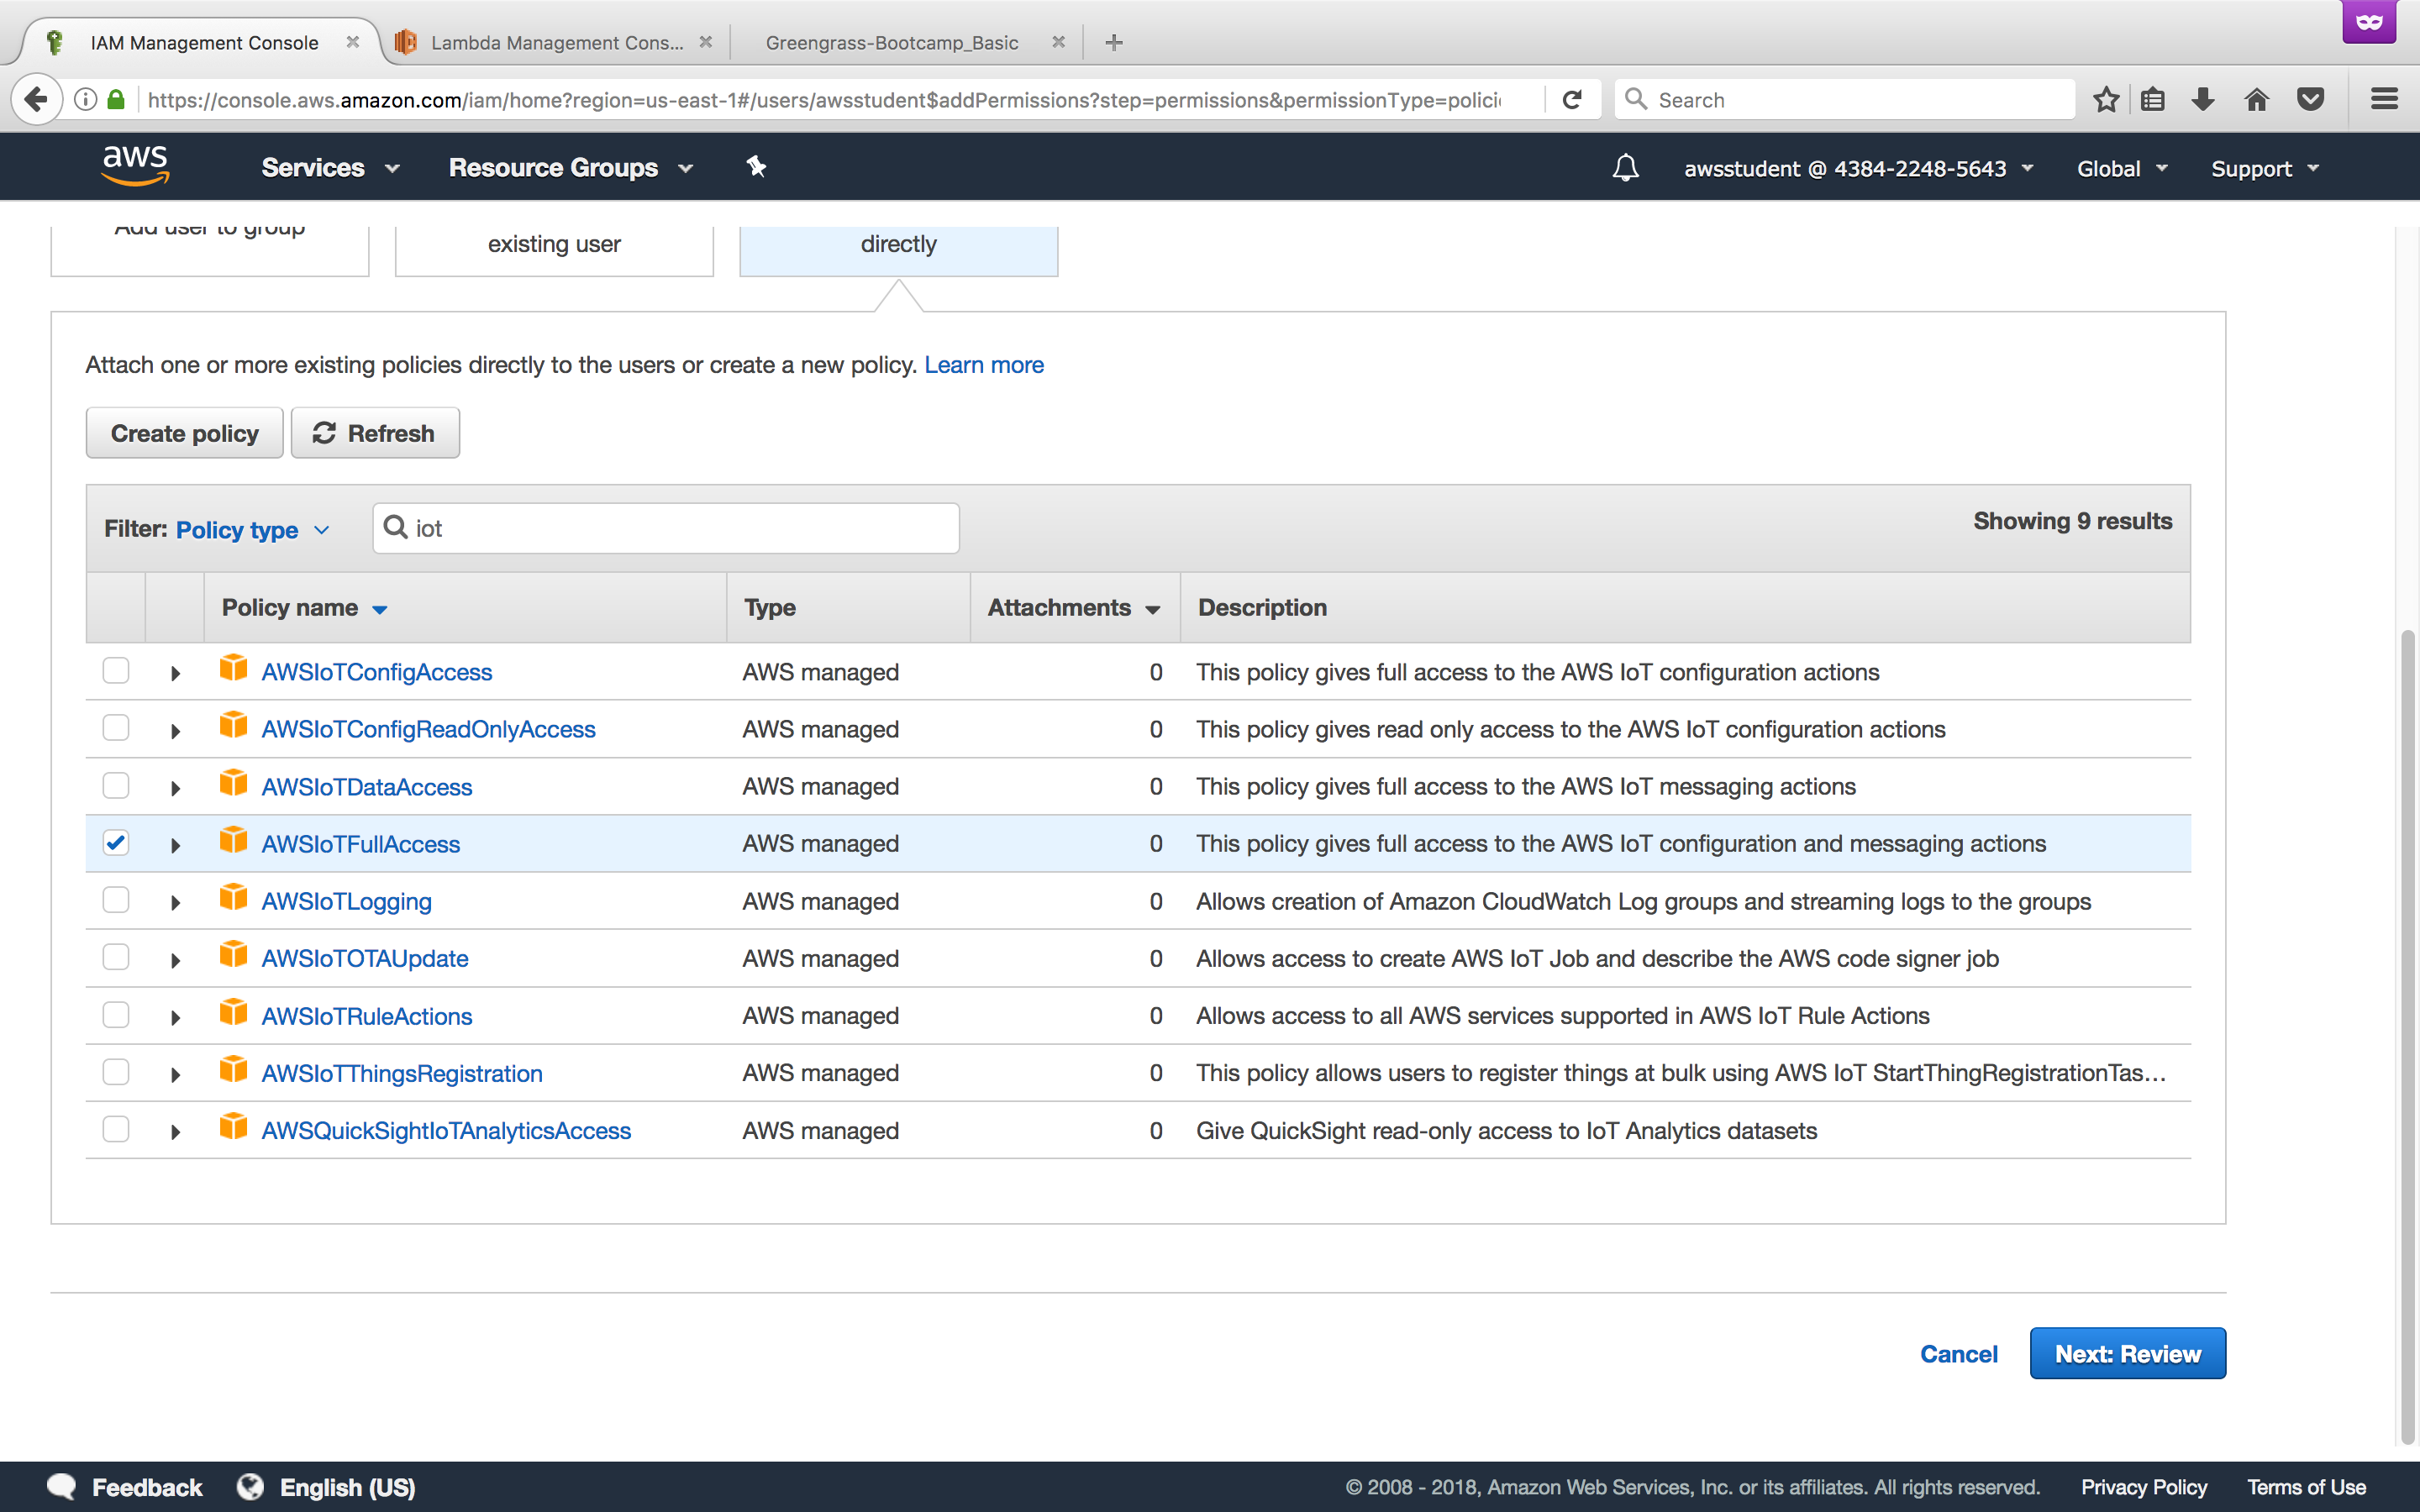 IAM Management Console
Lambda Management Cons...
Greengrass-Bootcamp_Basic
https://console.aws.amazon.com/iam/home?region=us-east-1#/users/awsstudent$addPermissions?step=permissions&permissionType=polici
Search
aws
Services
Resource Groups
awsstudent @ 4384-2248-5643
Global
Support
Add user to group
existing user
directly
Attach one or more existing policies directly to the users or create a new policy. Learn more
Create policy
Refresh
Filter: Policy type
iot
Showing 9 results
Policy name Type Attachments Description
AWSIoTConfigAccess AWS managed 0 This policy gives full access to the AWS IoT configuration actions
AWSIoTConfigReadOnlyAccess AWS managed 0 This policy gives read only access to the AWS IoT configuration actions
AWSIoTDataAccess AWS managed 0 This policy gives full access to the AWS IoT messaging actions
AWSIoTFullAccess AWS managed 0 This policy gives full access to the AWS IoT configuration and messaging actions
AWSIoTLogging AWS managed 0 Allows creation of Amazon CloudWatch Log groups and streaming logs to the groups
AWSIoTOTAUpdate AWS managed 0 Allows access to create AWS IoT Job and describe the AWS code signer job
AWSIoTRuleActions AWS managed 0 Allows access to all AWS services supported in AWS IoT Rule Actions
AWSIoTThingsRegistration AWS managed 0 This policy allows users to register things at bulk using AWS IoT StartThingRegistrationTas...
AWSQuickSightIoTAnalyticsAccess AWS managed 0 Give QuickSight read-only access to IoT Analytics datasets
Cancel
Next: Review
Feedback
English (US)
© 2008 - 2018, Amazon Web Services, Inc. or its affiliates. All rights reserved.
Privacy Policy
Terms of Use